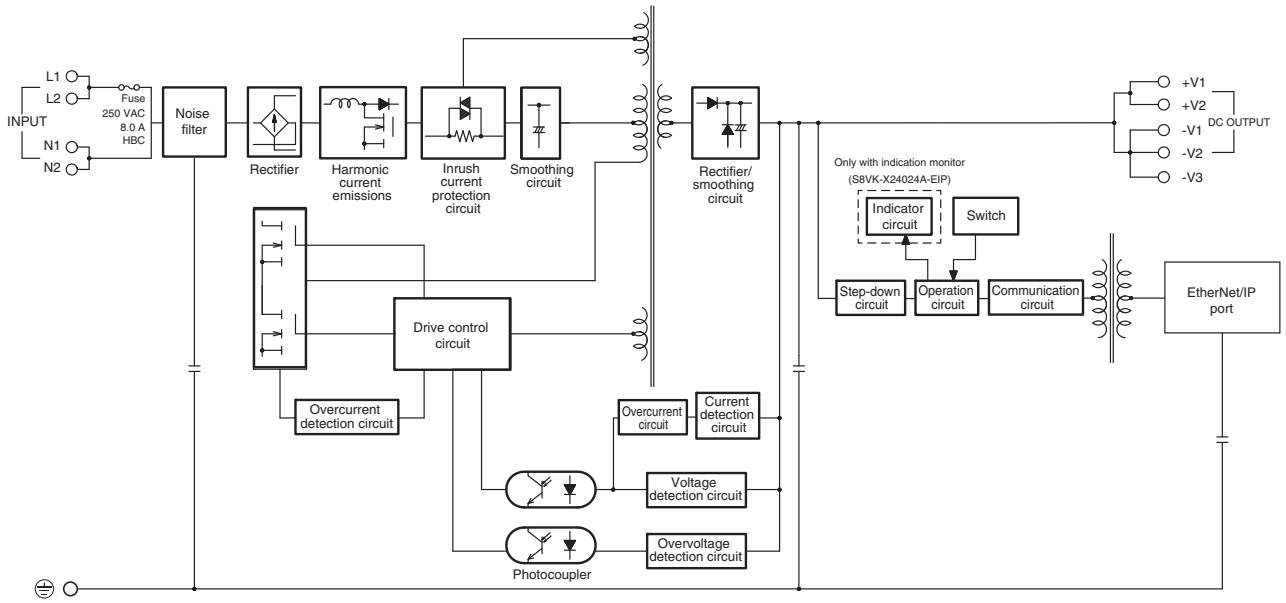 INPUT
L1
L2
N1
N2
Fuse
250 VAC
8.0 A
HBC
Noise
filter
Rectifier
Harmonic
current
emissions
Inrush
current
protection
circuit
Smoothing
circuit
Rectifier/
smoothing
circuit
+V1
+V2
-V1
-V2
-V3
DC OUTPUT
Only with indication monitor
(S8VK-X24024A-EIP)
Indicator
circuit
Switch
Step-down
circuit
Operation
circuit
Communication
circuit
EtherNet/IP
port
Drive control
circuit
Overcurrent
detection circuit
Overcurrent
circuit
Current
detection
circuit
Voltage
detection circuit
Overvoltage
detection circuit
Photocoupler